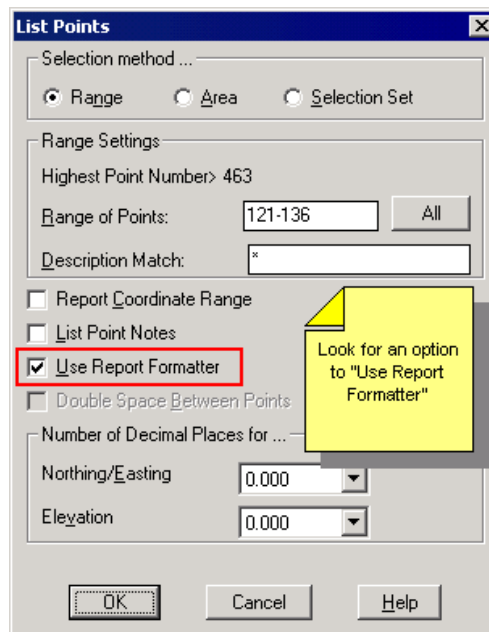 List Points
Selection method ...
Range Area Selection Set
Range Settings
Highest Point Number> 463
Range of Points: 121-136 All
Description Match: *
Report Coordinate Range
List Point Notes
Use Report Formatter
Double Space Between Points
Look for an option
to "Use Report
Formatter"
Number of Decimal Places for ...
Northing/Easting 0.000
Elevation 0.000
OK Cancel Help